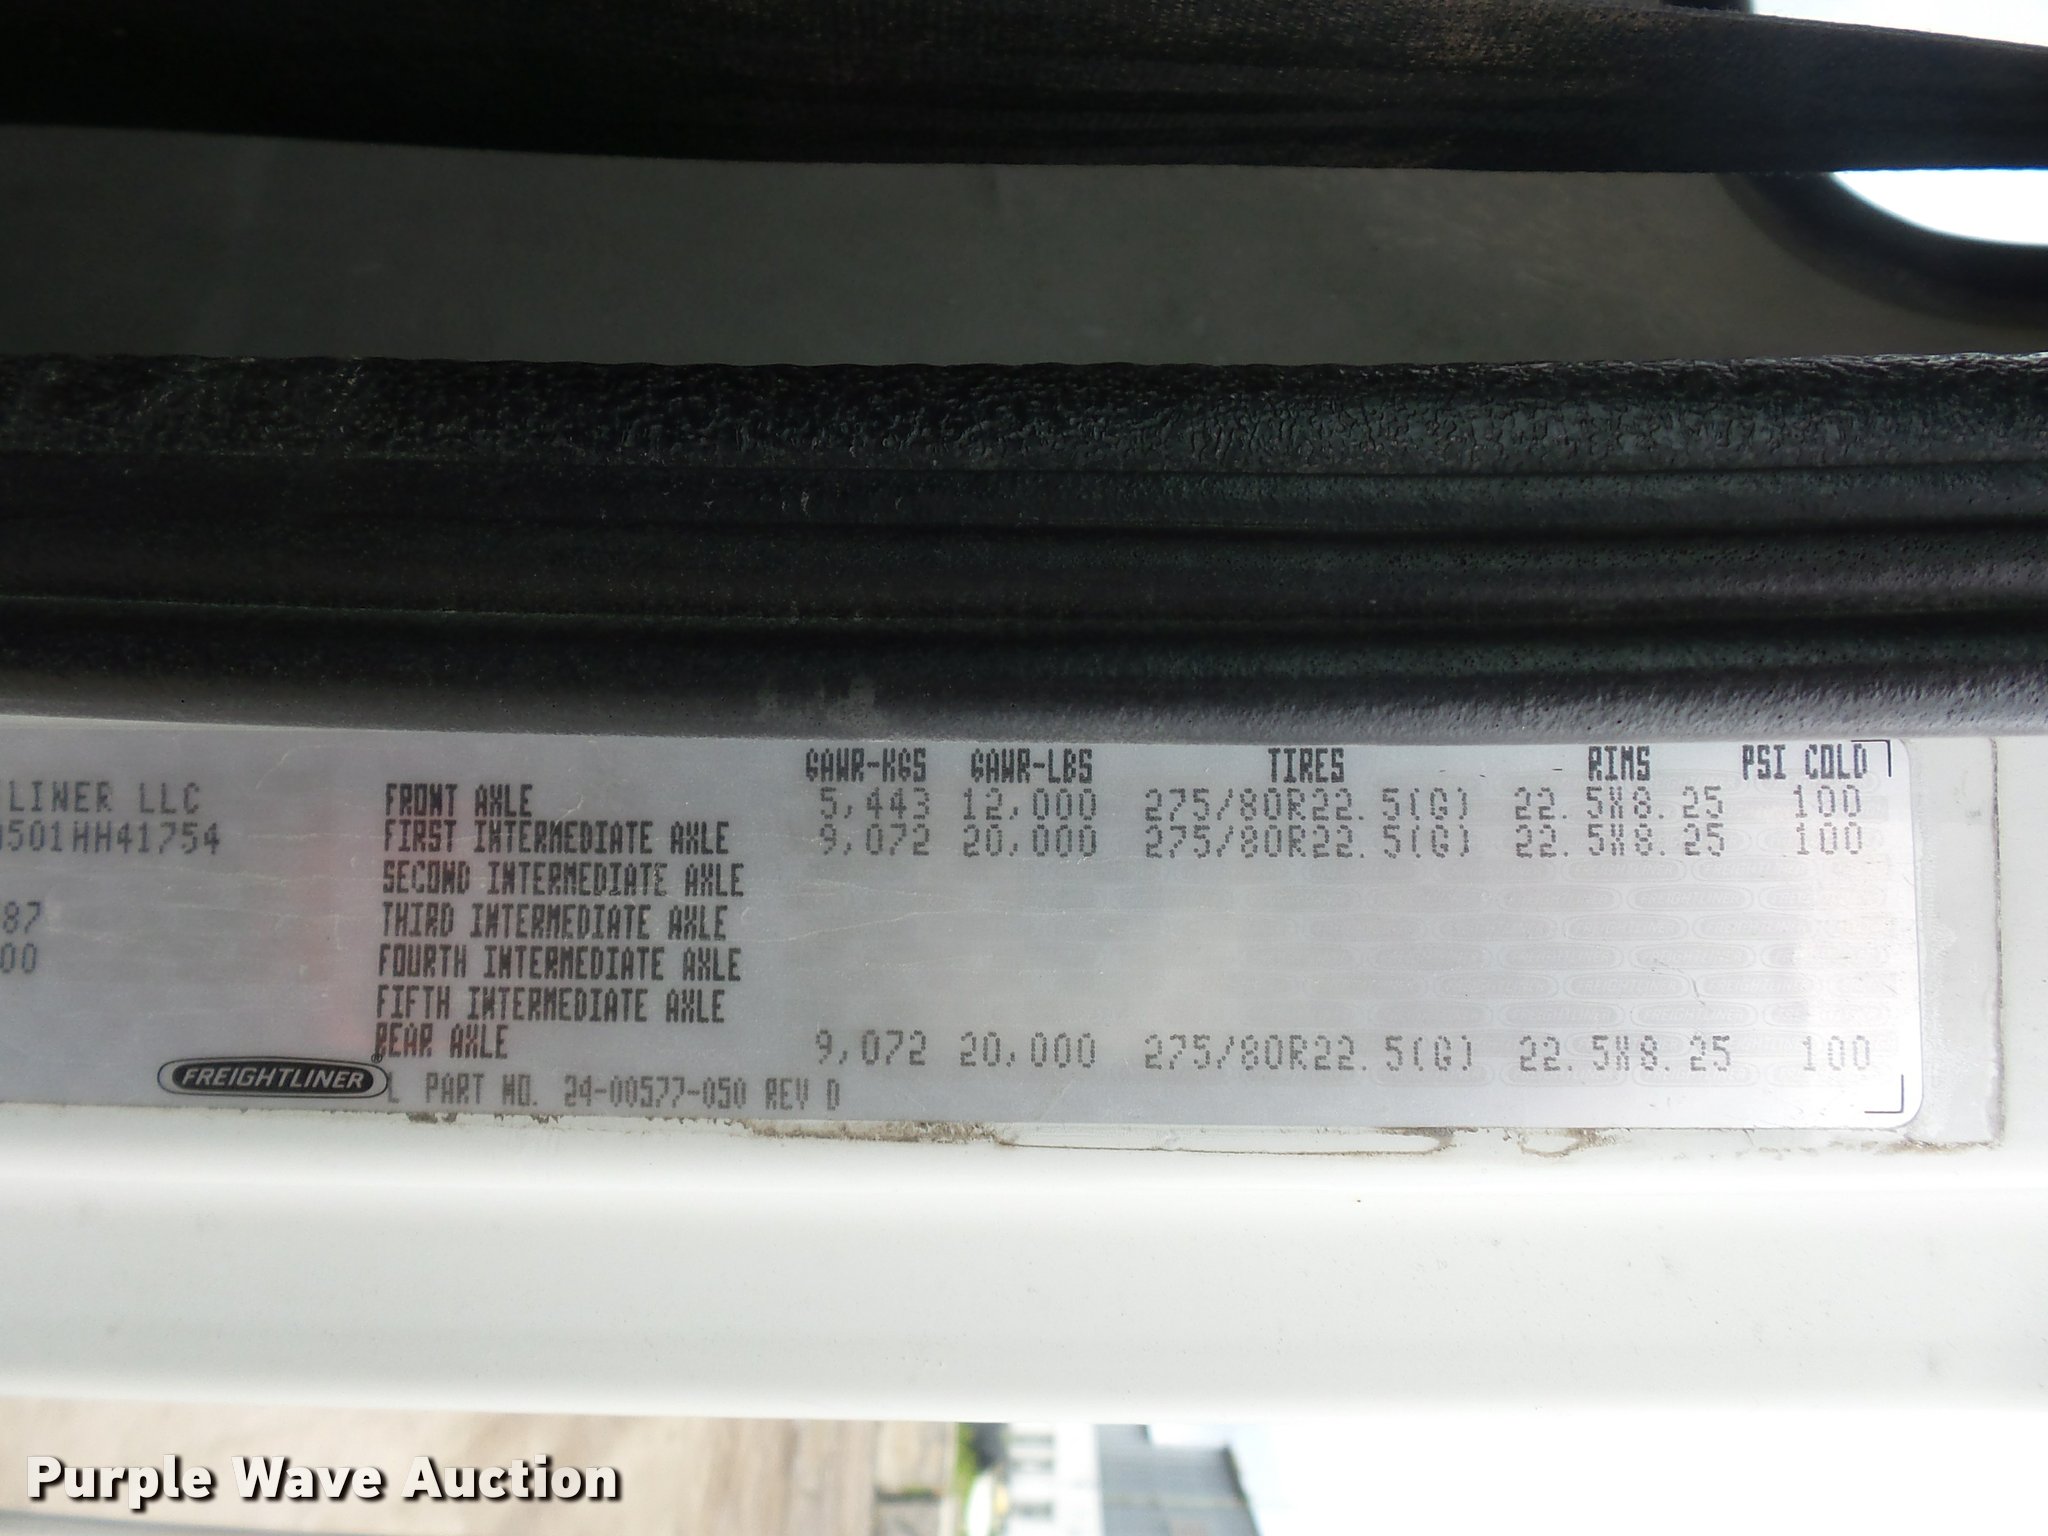 GAWR-KGS GAWR-LBS TIRES RIMS PSI COLD
LINER LLC FRONT AXLE 5,443 12,000 275/80R22.5(G) 22.5X8.25 100
501HH41754 FIRST INTERMEDIATE AXLE 9,072 20,000 275/80R22.5(G) 22.5X8.25 100
SECOND INTERMEDIATE AXLE
87 THIRD INTERMEDIATE AXLE
00 FOURTH INTERMEDIATE AXLE
FIFTH INTERMEDIATE AXLE
REAR AXLE 9,072 20,000 275/80R22.5(G) 22.5X8.25 100
FREIGHTLINER® L PART NO. 24-00577-050 REV D
Purple Wave Auction